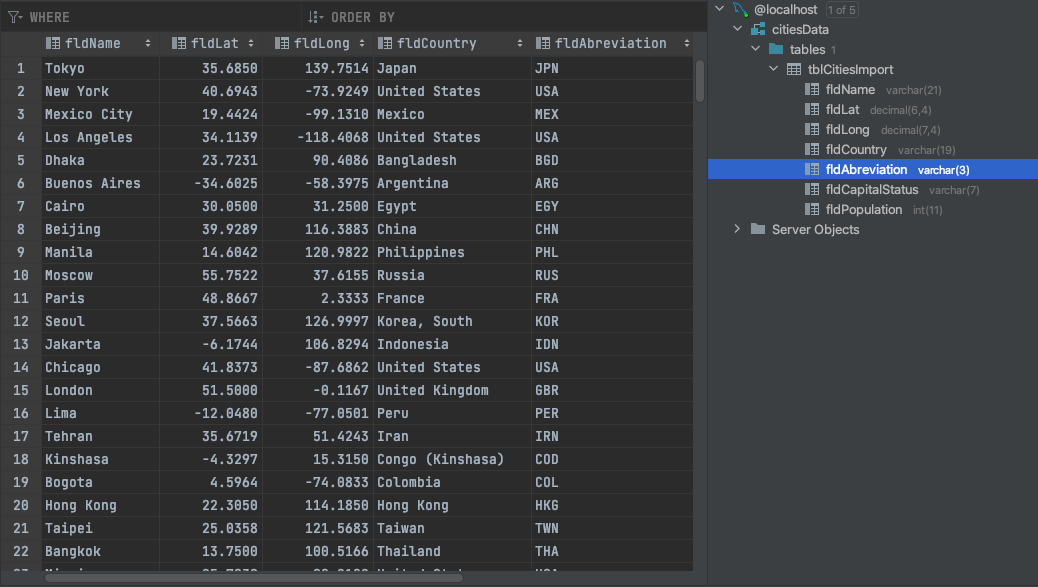 WHERE ORDER BY
fldName fldLat fldLong fldCountry fldAbreviation
1 Tokyo 35.6850 139.7514 Japan JPN
2 New York 40.6943 -73.9249 United States USA
3 Mexico City 19.4424 -99.1310 Mexico MEX
4 Los Angeles 34.1139 -118.4068 United States USA
5 Dhaka 23.7231 90.4086 Bangladesh BGD
6 Buenos Aires -34.6025 -58.3975 Argentina ARG
7 Cairo 30.0500 31.2500 Egypt EGY
8 Beijing 39.9289 116.3883 China CHN
9 Manila 14.6042 120.9822 Philippines PHL
10 Moscow 55.7522 37.6155 Russia RUS
11 Paris 48.8667 2.3333 France FRA
12 Seoul 37.5663 126.9997 Korea, South KOR
13 Jakarta -6.1744 106.8294 Indonesia IDN
14 Chicago 41.8373 -87.6862 United States USA
15 London 51.5000 -0.1167 United Kingdom GBR
16 Lima -12.0480 -77.0501 Peru PER
17 Tehran 35.6719 51.4243 Iran IRN
18 Kinshasa -4.3297 15.3150 Congo (Kinshasa) COD
19 Bogota 4.5964 -74.0833 Colombia COL
20 Hong Kong 22.3050 114.1850 Hong Kong HKG
21 Taipei 25.0358 121.5683 Taiwan TWN
22 Bangkok 13.7500 100.5166 Thailand THA
@localhost 1 of 5
citiesData
tables 1
tblCitiesImport
fldName varchar(21)
fldLat decimal(6,4)
fldLong decimal(7,4)
fldCountry varchar(19)
fldAbreviation varchar(3)
fldCapitalStatus varchar(7)
fldPopulation int(11)
Server Objects